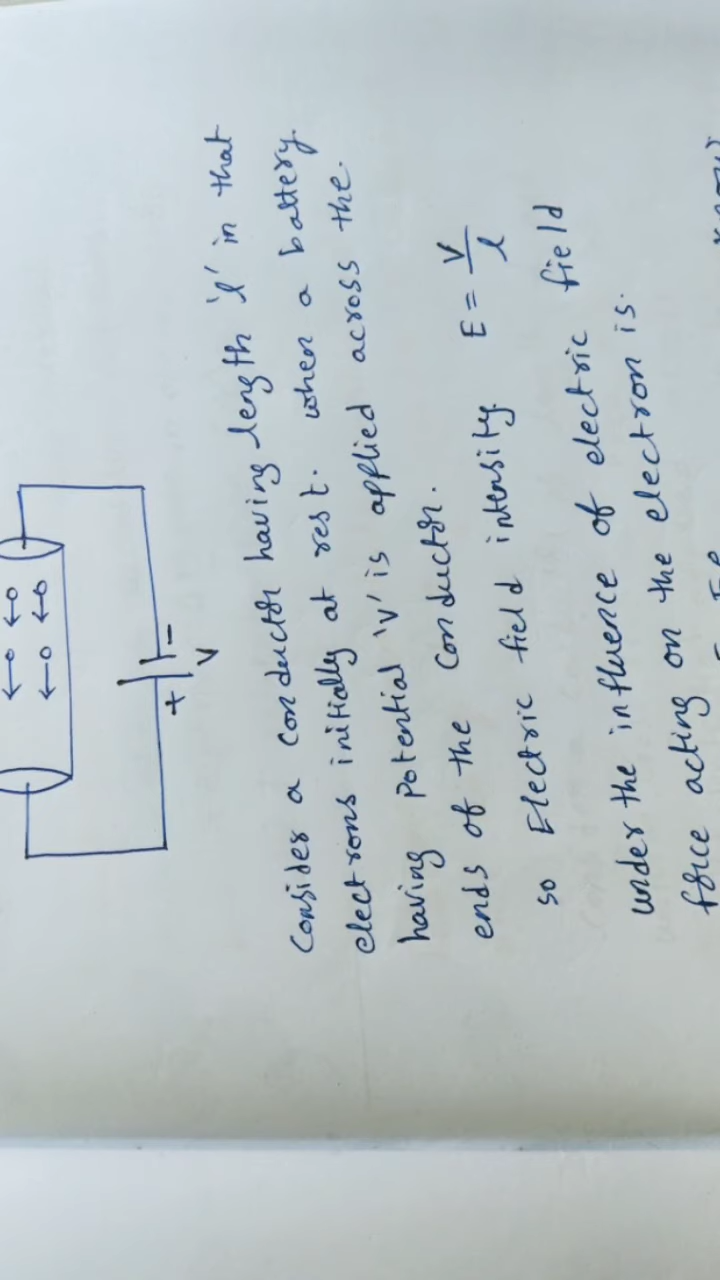 + -
V
Consider a conductor having length 'l' in that
electrons initially at rest. when a battery
having potential 'V' is applied across the.
ends of the conductor.
so Electric field intensity E = V/l
under the influence of electric field
force acting on the electron is.